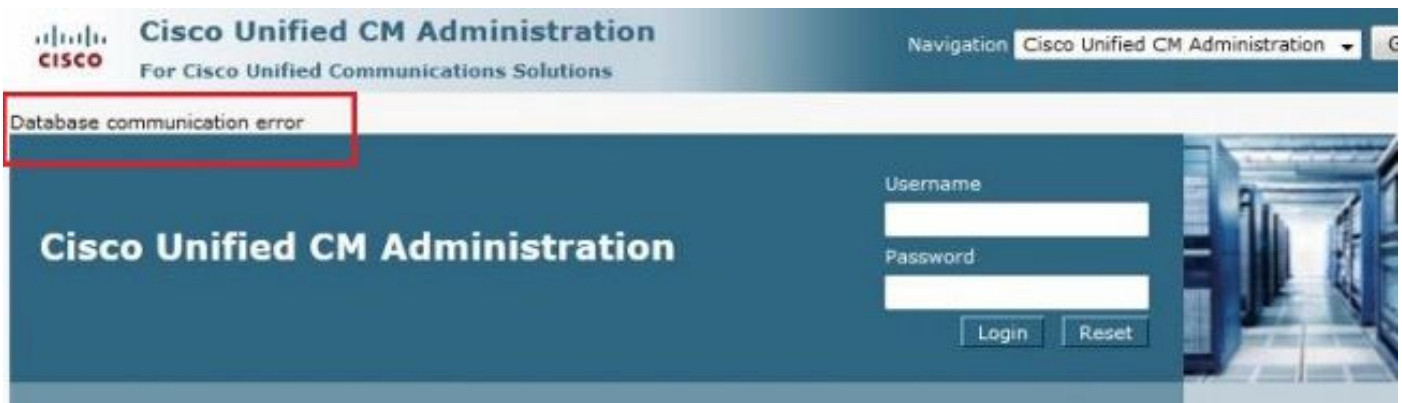 CISCO
Cisco Unified CM Administration
For Cisco Unified Communications Solutions
Navigation Cisco Unified CM Administration
Database communication error
Cisco Unified CM Administration
Username
Password
Login Reset